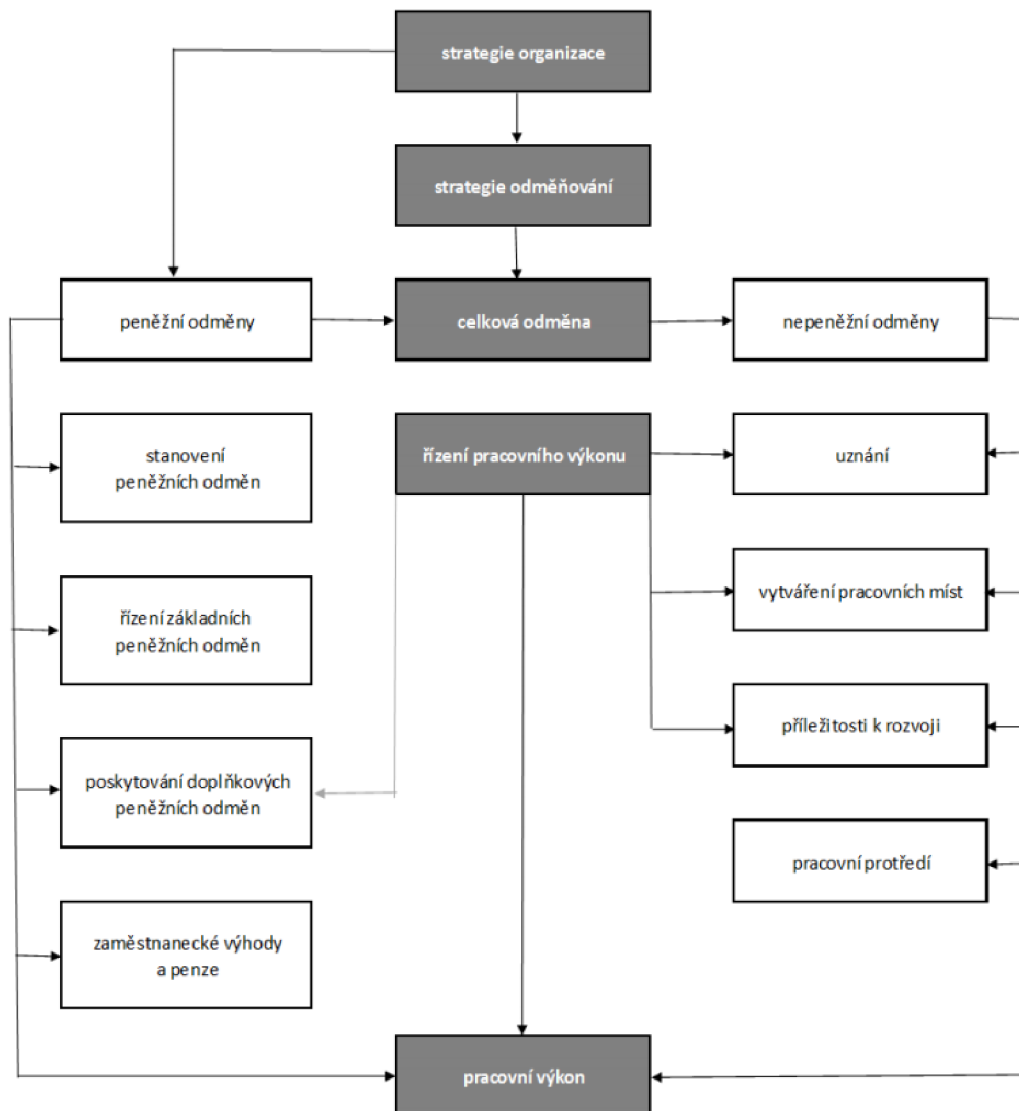 strategie organizace
strategie odměňování
peněžní odměny
celková odměna
nepeněžní odměny
stanovení
peněžních odměn
řízení pracovního výkonu
uznání
řízení základních
peněžních odměn
vytváření pracovních míst
poskytování doplňkových
peněžních odměn
příležitosti k rozvoji
pracovní protředí
zaměstnanecké výhody
a penze
pracovní výkon